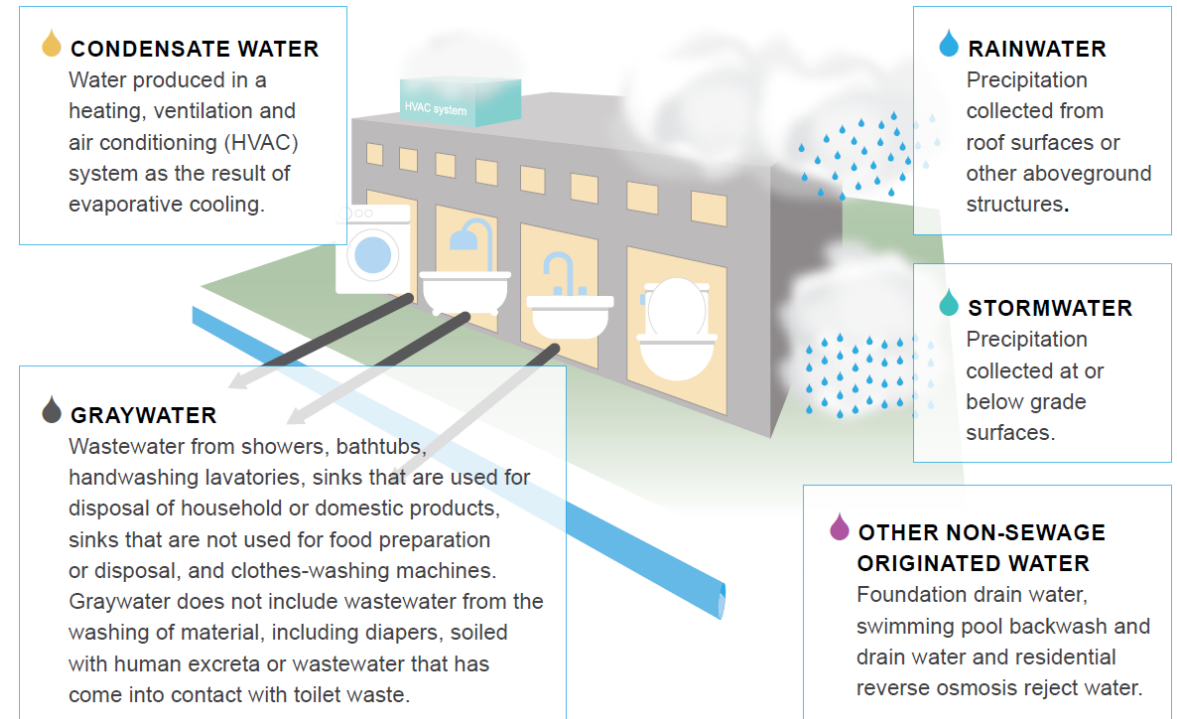 CONDENSATE WATER
Water produced in a
heating, ventilation and
air conditioning (HVAC)
system as the result of
evaporative cooling.
HVAC system
RAINWATER
Precipitation
collected from
roof surfaces or
other aboveground
structures.
STORMWATER
Precipitation
collected at or
below grade
surfaces.
GRAYWATER
Wastewater from showers, bathtubs,
handwashing lavatories, sinks that are used for
disposal of household or domestic products,
sinks that are not used for food preparation
or disposal, and clothes-washing machines.
Graywater does not include wastewater from the
washing of material, including diapers, soiled
with human excreta or wastewater that has
come into contact with toilet waste.
OTHER NON-SEWAGE
ORIGINATED WATER
Foundation drain water,
swimming pool backwash and
drain water and residential
reverse osmosis reject water.